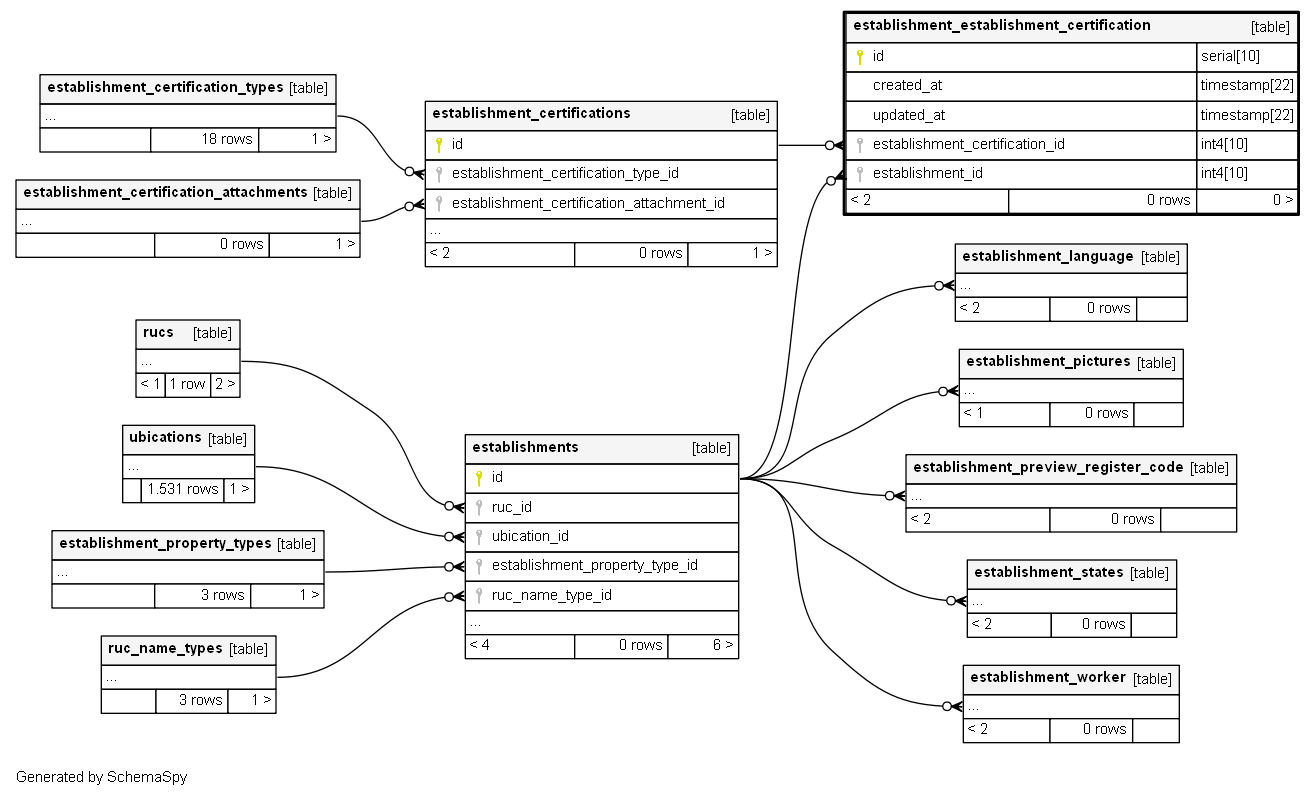 establishment_establishment_certification [table]
id serial[10]
created_at timestamp[22]
updated_at timestamp[22]
establishment_certification_id int4[10]
establishment_id int4[10]
< 2 0 rows 0 >
establishment_certification_types [table]
...
18 rows 1 >
establishment_certifications [table]
id
establishment_certification_type_id
establishment_certification_attachment_id
...
< 2 0 rows 1 >
establishment_certification_attachments [table]
...
0 rows 1 >
establishment_language [table]
...
< 2 0 rows
rucs [table]
...
< 1 1 row 2 >
establishment_pictures [table]
...
< 1 0 rows
ubications [table]
...
1.531 rows 1 >
establishments [table]
id
ruc_id
ubication_id
establishment_property_type_id
ruc_name_type_id
...
< 4 0 rows 6 >
establishment_preview_register_code [table]
...
< 2 0 rows
establishment_property_types [table]
...
3 rows 1 >
establishment_states [table]
...
< 2 0 rows
ruc_name_types [table]
...
3 rows 1 >
establishment_worker [table]
...
< 2 0 rows
Generated by SchemaSpy